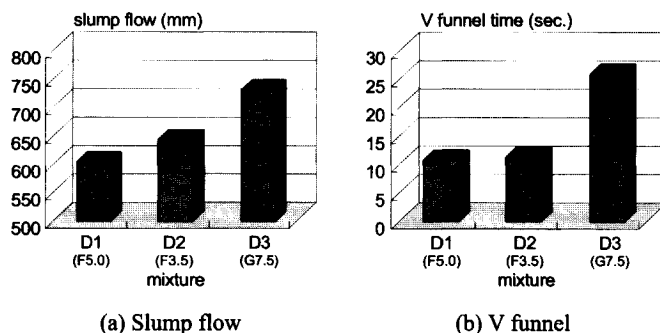 slump flow (mm)
800
750
700
650
600
550
500
D1
D2
D3
(F5.0)
(F3.5)
(G7.5)
mixture
(a) Slump flow
V funnel time (sec.)
30
25
20
15
10
5
0
D1
D2
D3
(F5.0)
(F3.5)
(G7.5)
mixture
(b) V funnel